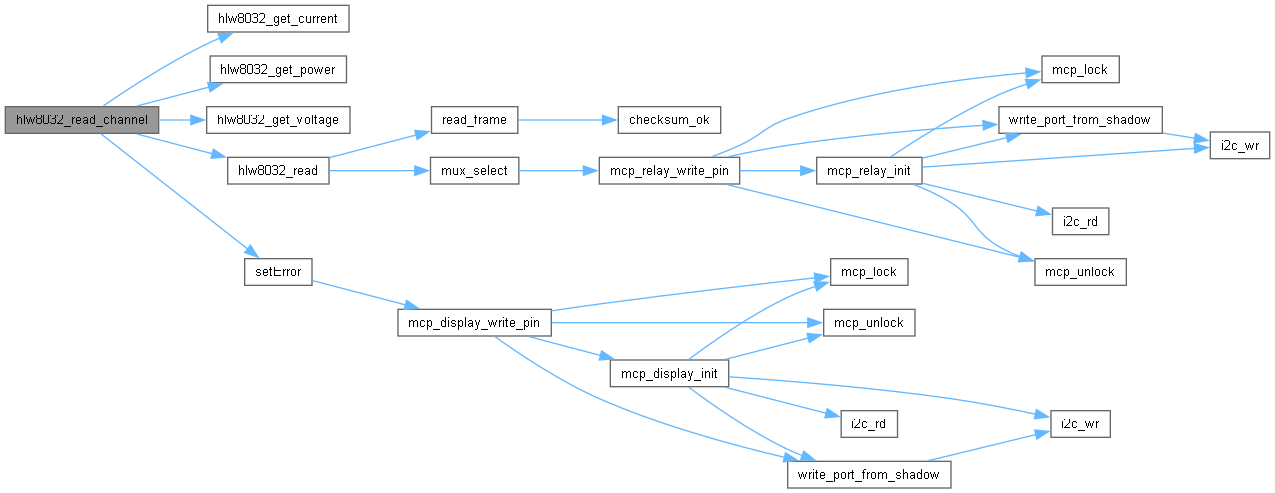 hlw8032_get_current
hlw8032_get_power
mcp_lock
hlw8032_read_channel
hlw8032_get_voltage
read_frame
checksum_ok
write_port_from_shadow
i2c_wr
hlw8032_read
mux_select
mcp_relay_write_pin
mcp_relay_init
i2c_rd
setError
mcp_lock
mcp_unlock
mcp_display_write_pin
mcp_unlock
mcp_display_init
i2c_rd
i2c_wr
write_port_from_shadow